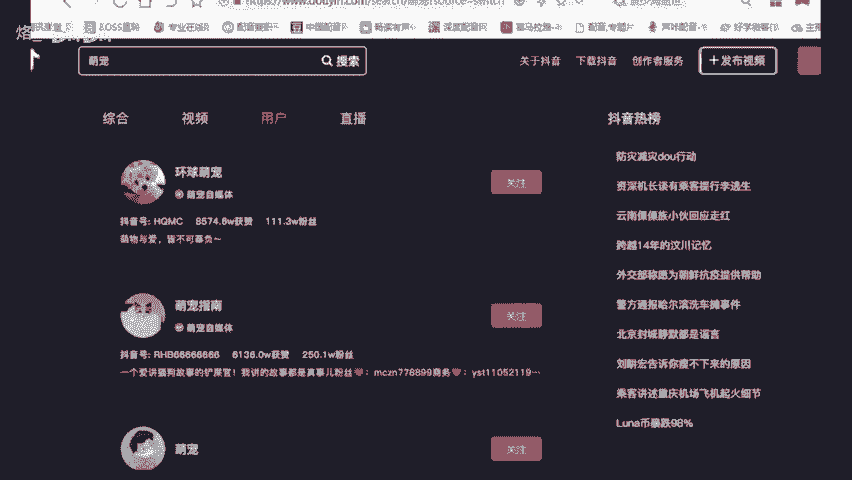 萌宠
搜索
关于抖音 下载抖音 创作者服务 +发布视频
综合 视频 用户 直播
环球萌宠
萌宠自媒体
关注
抖音号: HQMC 8574.8w获赞 111.3w粉丝
萌物与爱，皆不可辜负~
萌宠指南
萌宠自媒体
关注
抖音号: RHB66666666 6136.0w获赞 250.1w粉丝
一个爱讲猫狗故事的铲屎官！我讲的故事都是真事儿粉丝❤：mczn778899商务❤：yst11052119…
萌宠
关注
抖音热榜
防灾减灾dou行动
资深机长谈有乘客提行李逃生
云南傈僳族小伙回应走红
跨越14年的汶川记忆
外交部称愿为朝鲜抗疫提供帮助
警方通报哈尔滨洗车摊事件
北京封城静默都是谣言
刘畊宏告诉你瘦不下来的原因
乘客讲述重庆机场飞机起火细节
Luna币暴跌98%